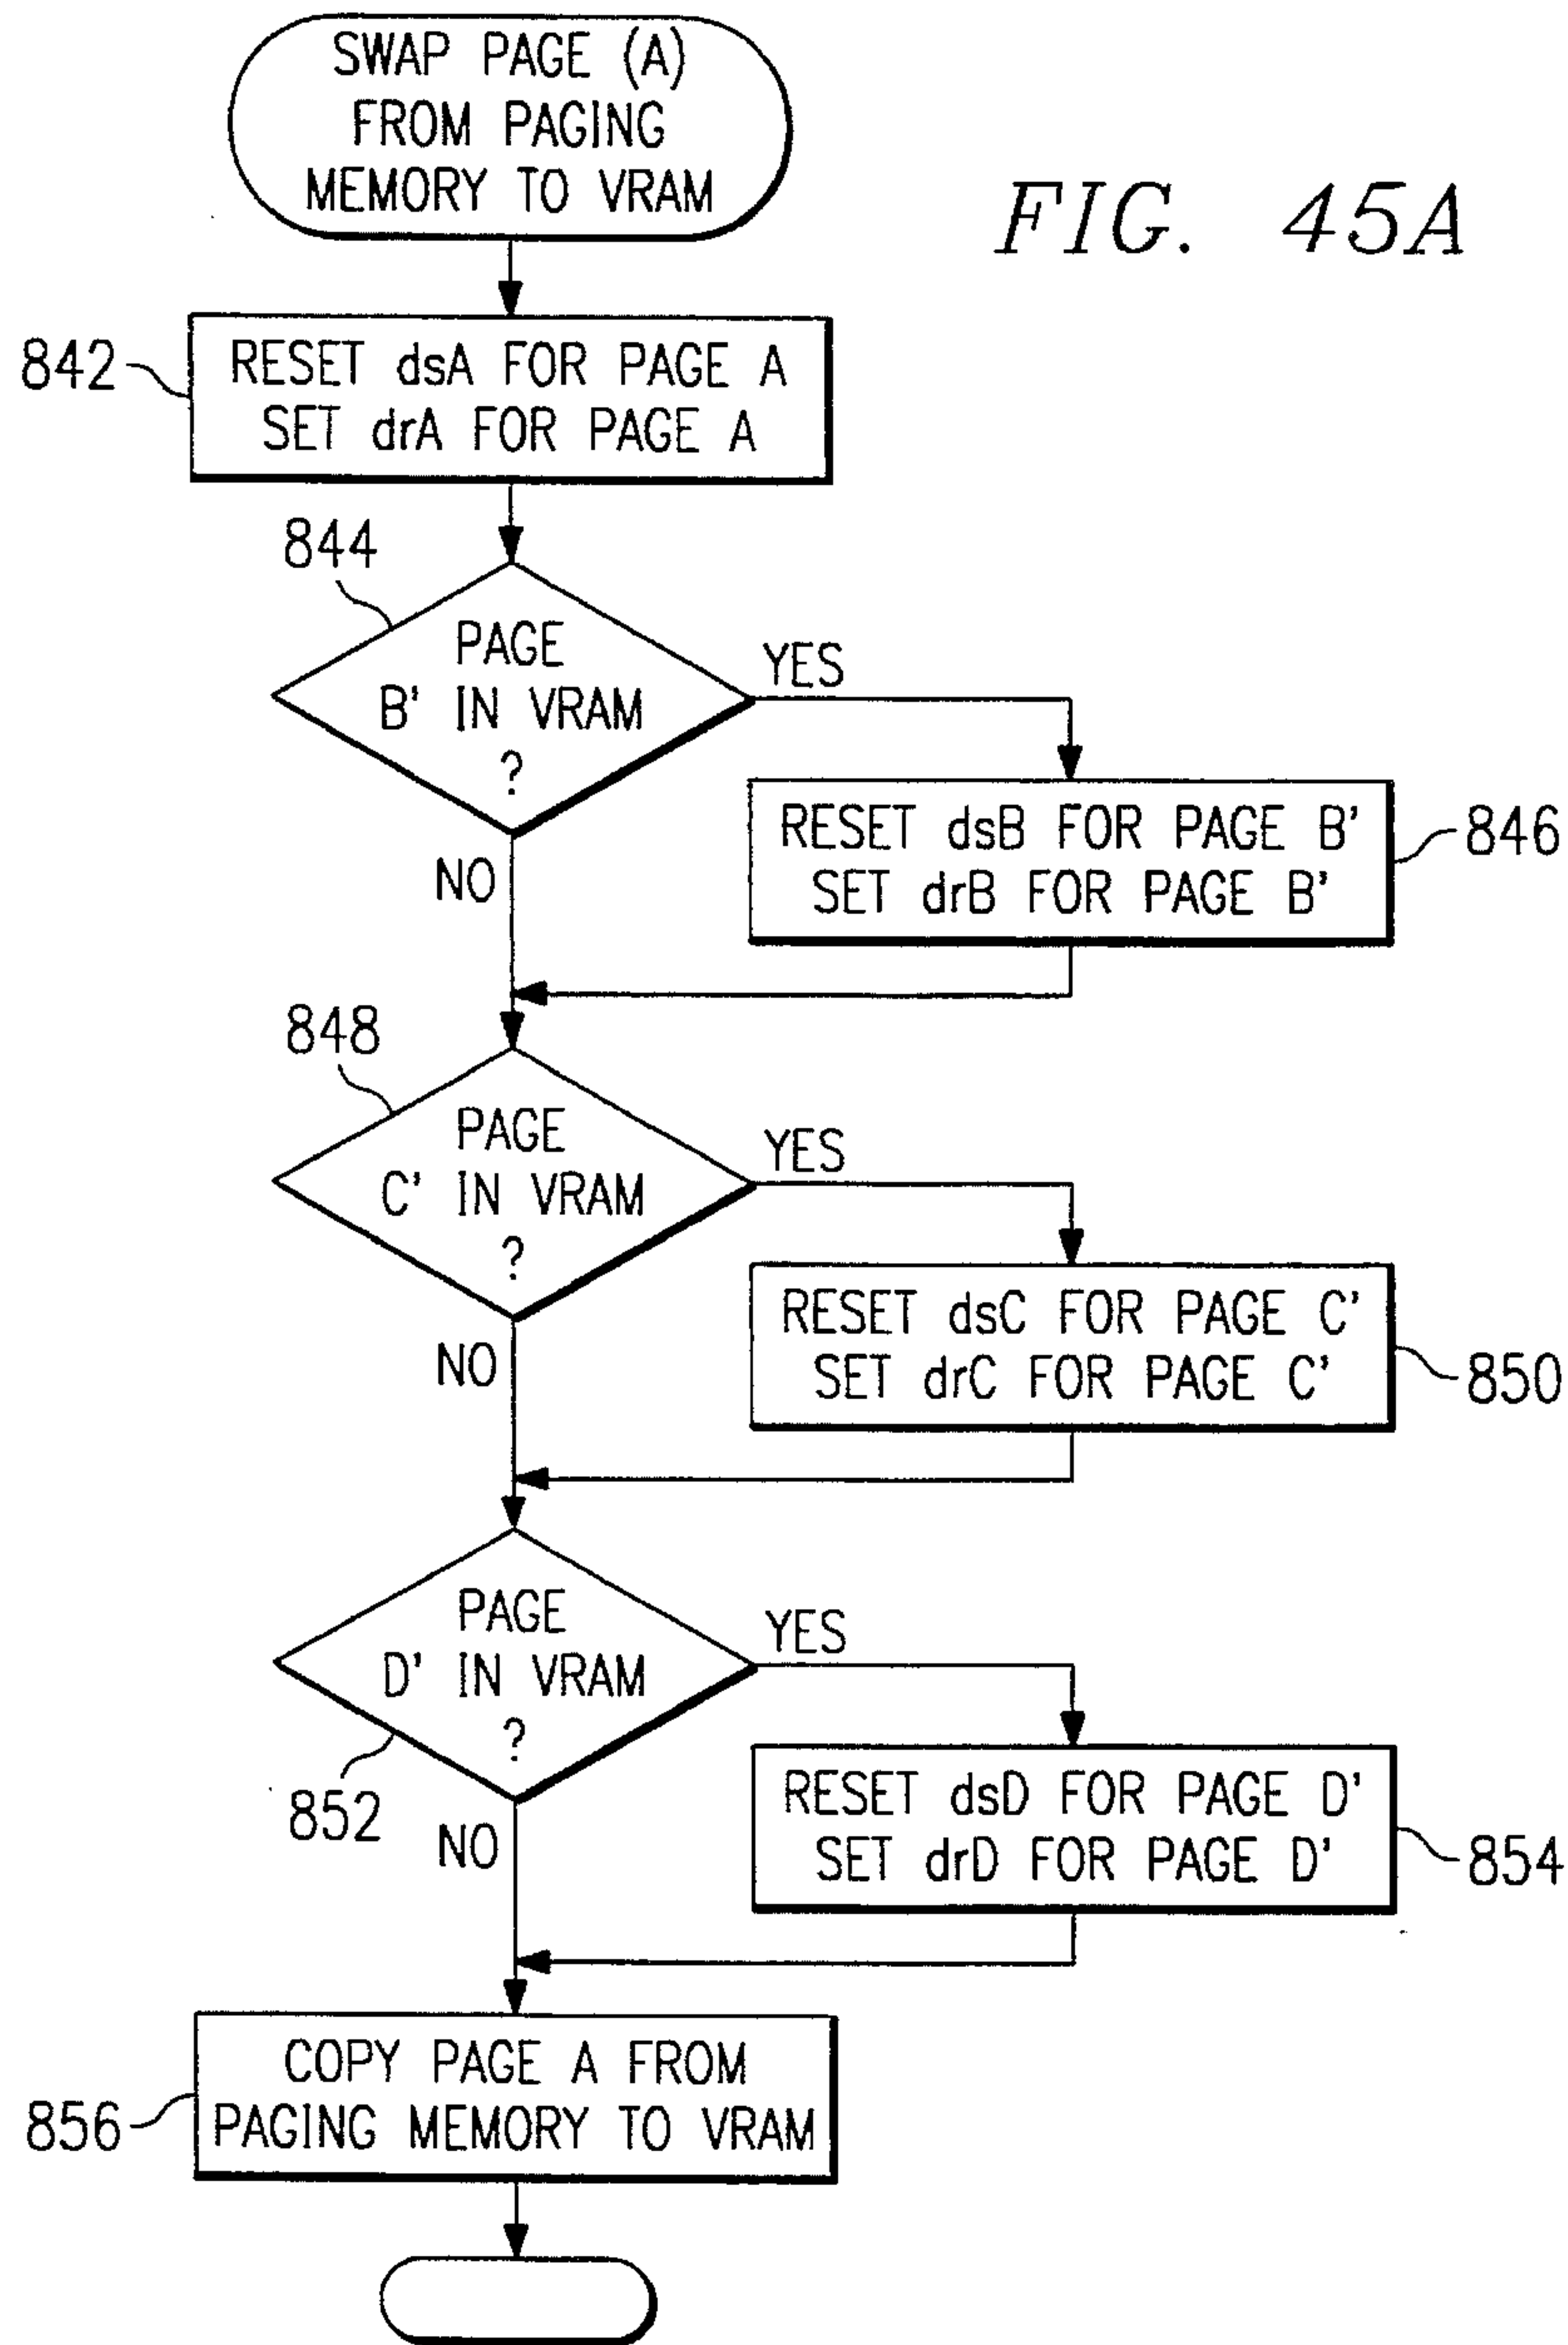 SWAP PAGE (A)
FROM PAGING
MEMORY TO VRAM
FIG. 45A
842
RESET dsA FOR PAGE A
SET drA FOR PAGE A
844
PAGE
B' IN VRAM
?
YES
NO
RESET dsB FOR PAGE B'
SET drB FOR PAGE B'
846
848
PAGE
C' IN VRAM
?
YES
NO
RESET dsC FOR PAGE C'
SET drC FOR PAGE C'
850
PAGE
D' IN VRAM
?
YES
852
NO
RESET dsD FOR PAGE D'
SET drD FOR PAGE D'
854
COPY PAGE A FROM
PAGING MEMORY TO VRAM
856